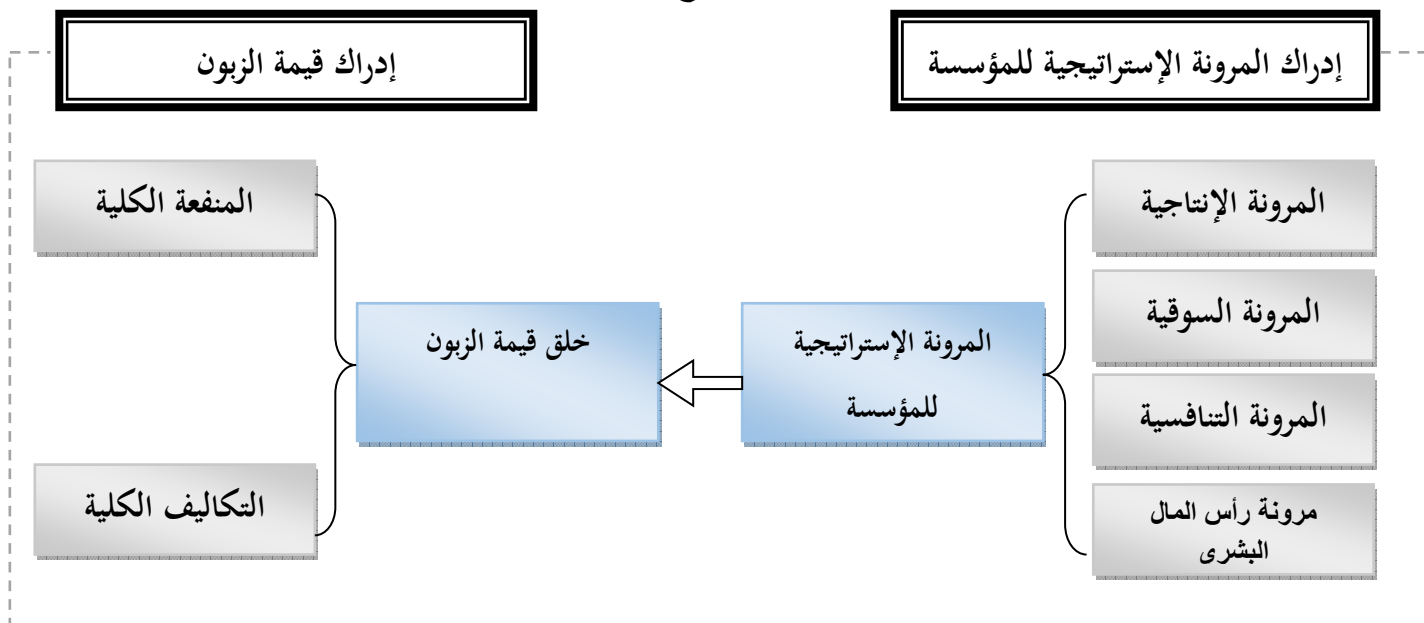 إدراك المرونة الإستراتيجية للمؤسسة
إدراك قيمة الزبون
المرونة الإنتاجية
المرونة السوقية
المرونة التنافسية
مرونة رأس المال
البشرى
المرونة الإستراتيجية
للمؤسسة
خلق قيمة الزبون
المنفعة الكلية
التكاليف الكلية